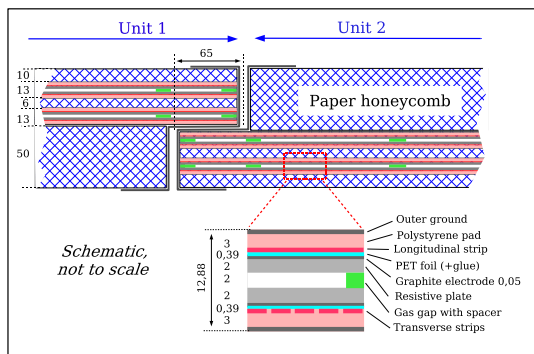 Unit 1
Unit 2
65
10
13
6
13
50
Paper honeycomb
Schematic,
not to scale
12,88
3
0,39
2
2
2
0,39
3
Outer ground
Polystyrene pad
Longitudinal strip
PET foil (+glue)
Graphite electrode 0,05
Resistive plate
Gas gap with spacer
Transverse strips